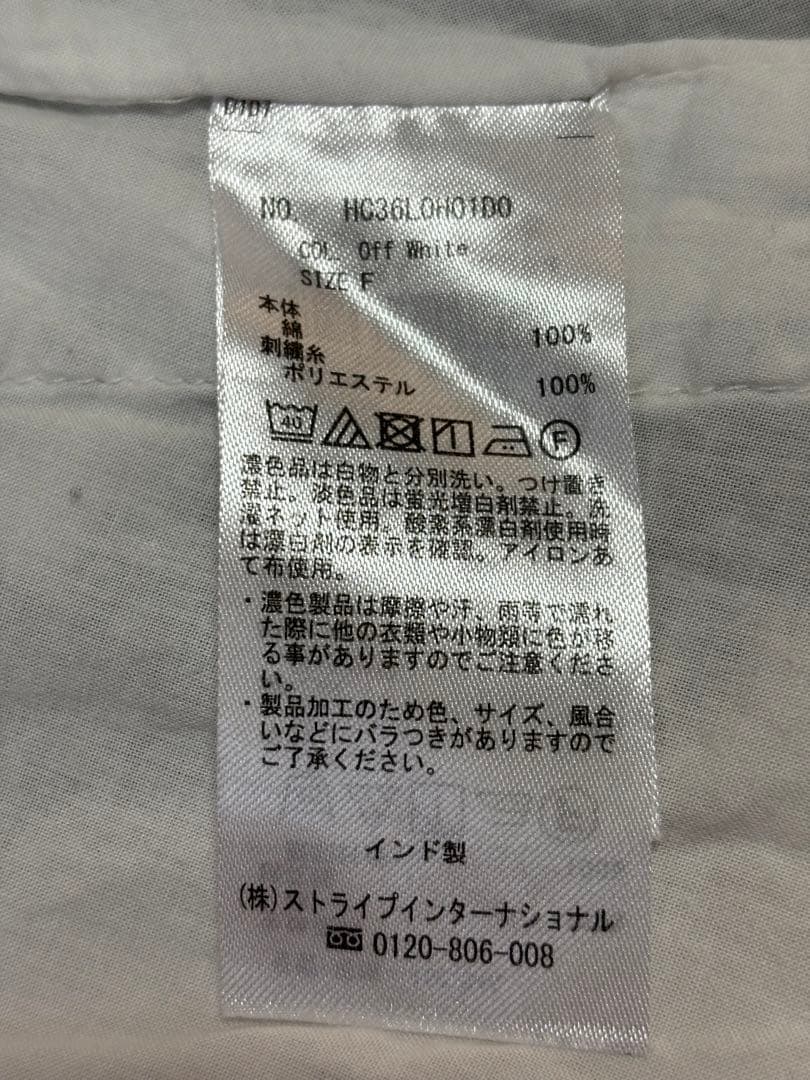 0101
NO. HC36L0H01D0
COL. Off White
SIZE F
本体
綿 100%
刺繍糸
ポリエステル 100%
40 F
濃色品は白物と分別洗い。つけ置き
禁止。淡色品は蛍光増白剤禁止。洗
濯ネット使用。酸素系漂白剤使用時
は漂白剤の表示を確認。アイロンあ
て布使用。
・濃色製品は摩擦や汗、雨等で濡れ
た際に他の衣類や小物類に色が移
る事がありますのでご注意くださ
い。
・製品加工のため色、サイズ、風合
いなどにバラつきがありますので
ご了承ください。
インド製
(株)ストライプインターナショナル
0120-806-008